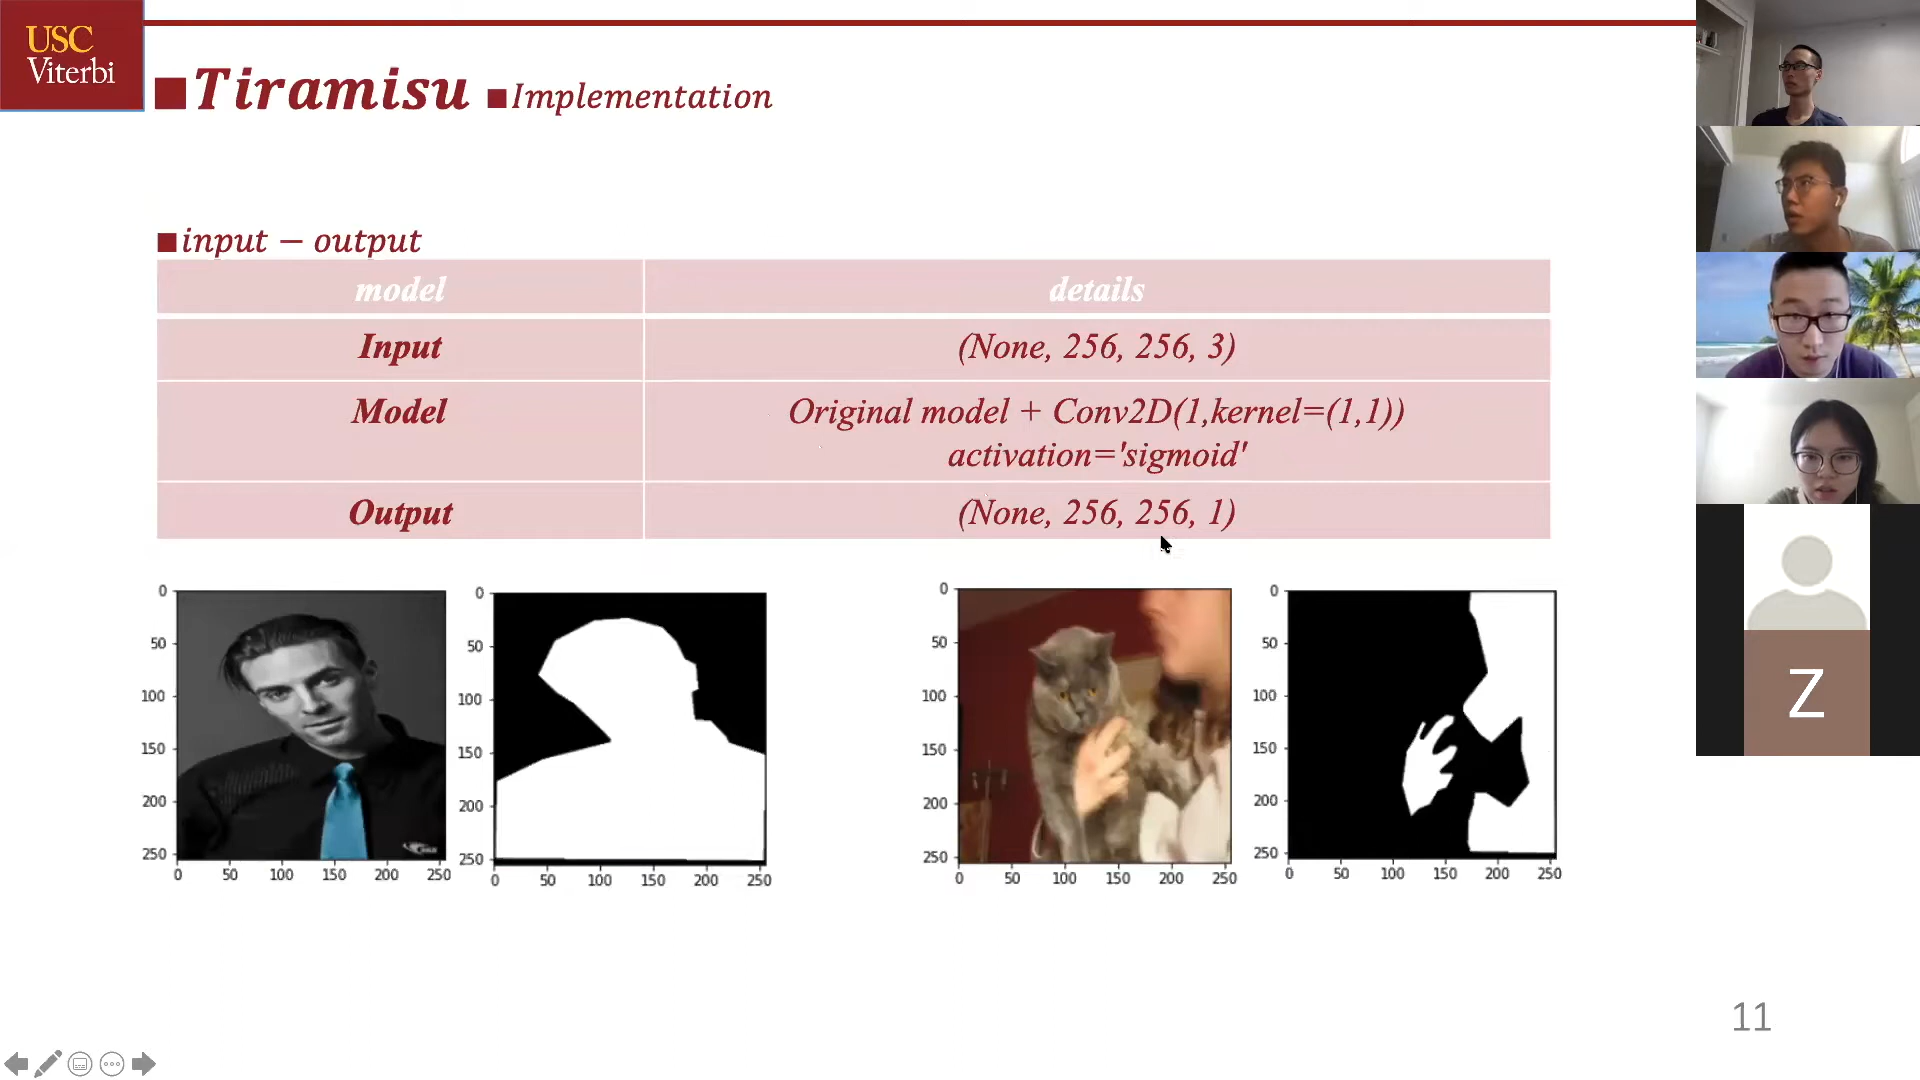 USC
Viterbi
■Tiramisu ■Implementation
■input − output
model details
Input (None, 256, 256, 3)
Model Original model + Conv2D(1,kernel=(1,1))
activation='sigmoid'
Output (None, 256, 256, 1)
0
50
100
150
200
250
0 50 100 150 200 250
0
50
100
150
200
250
0 50 100 150 200 250
0
50
100
150
200
250
0 50 100 150 200 250
0
50
100
150
200
250
0 50 100 150 200 250
Z
11